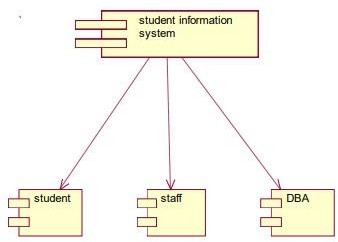 student information
system
student
staff
DBA